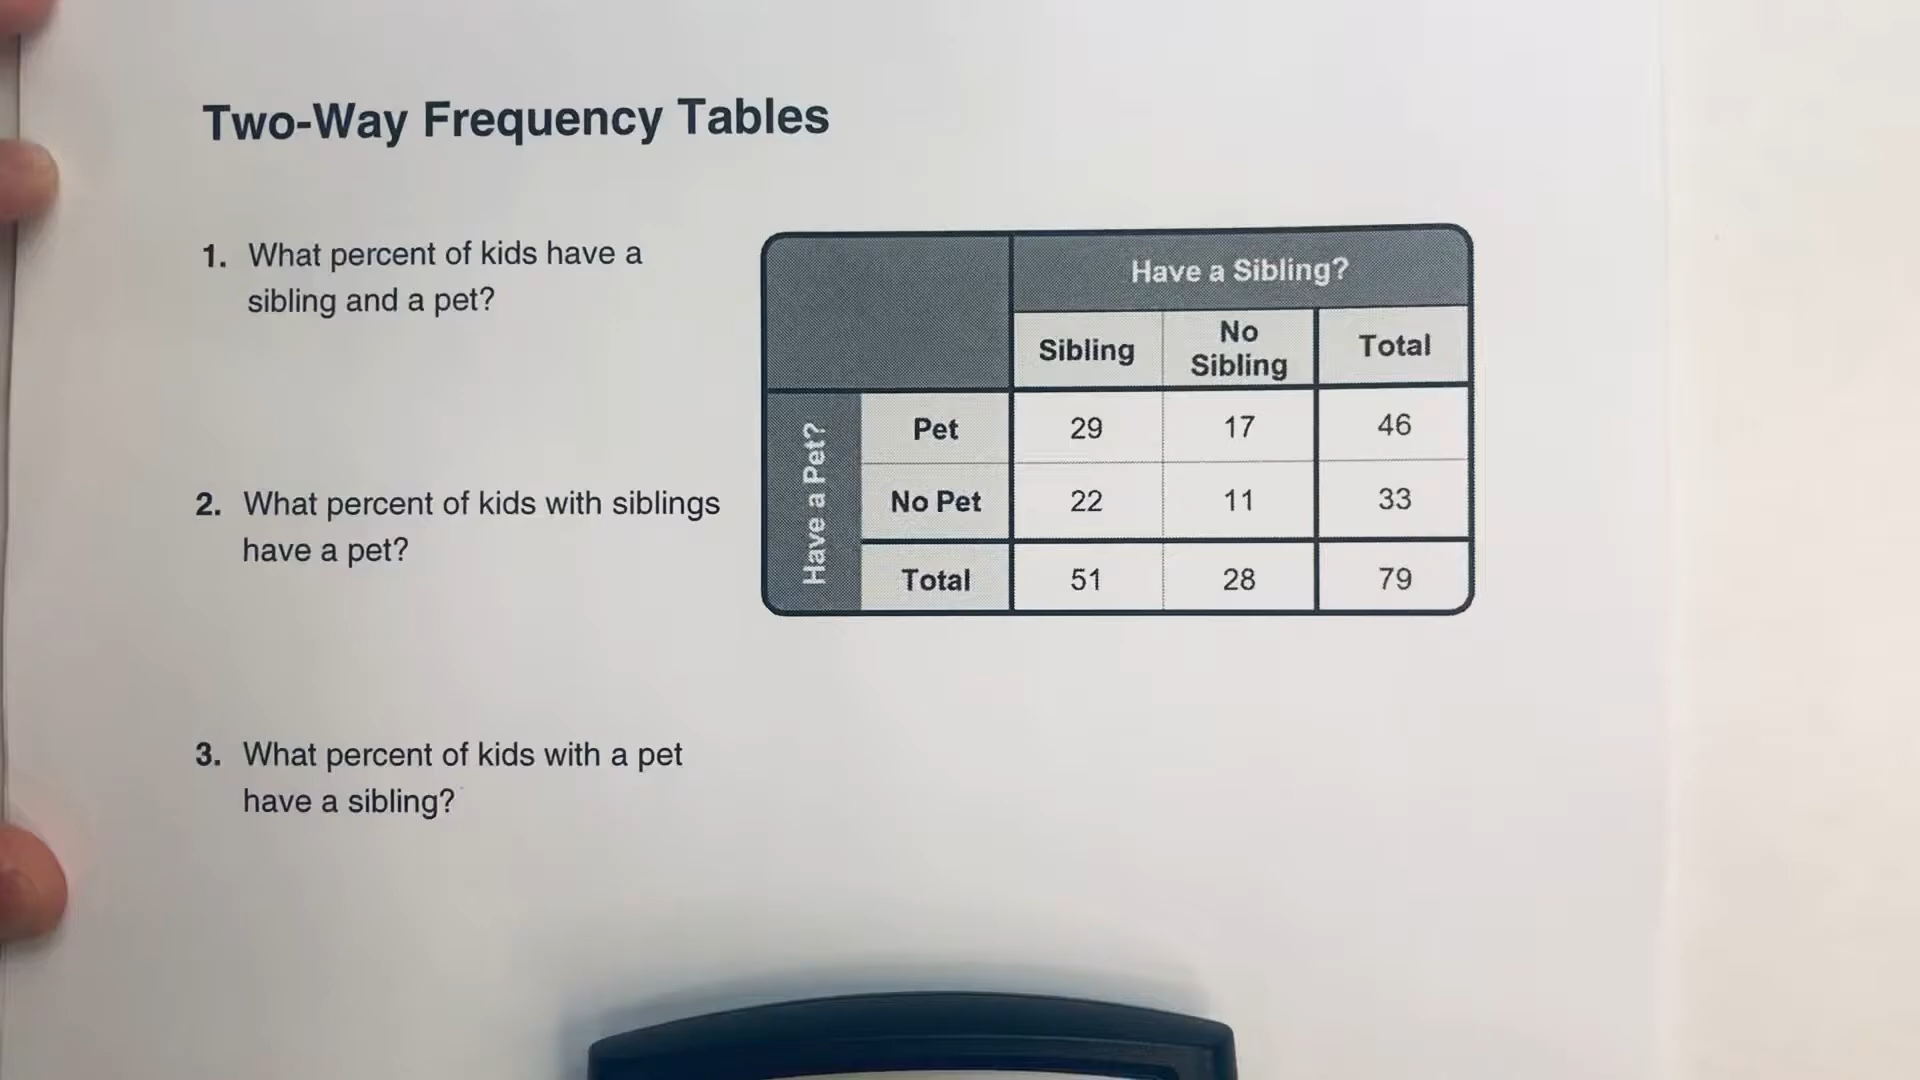 Two-Way Frequency Tables
1. What percent of kids have a
sibling and a pet?
2. What percent of kids with siblings
have a pet?
3. What percent of kids with a pet
have a sibling?
Have a Sibling?
Sibling No Sibling Total
Have a Pet?
Pet 29 17 46
No Pet 22 11 33
Total 51 28 79